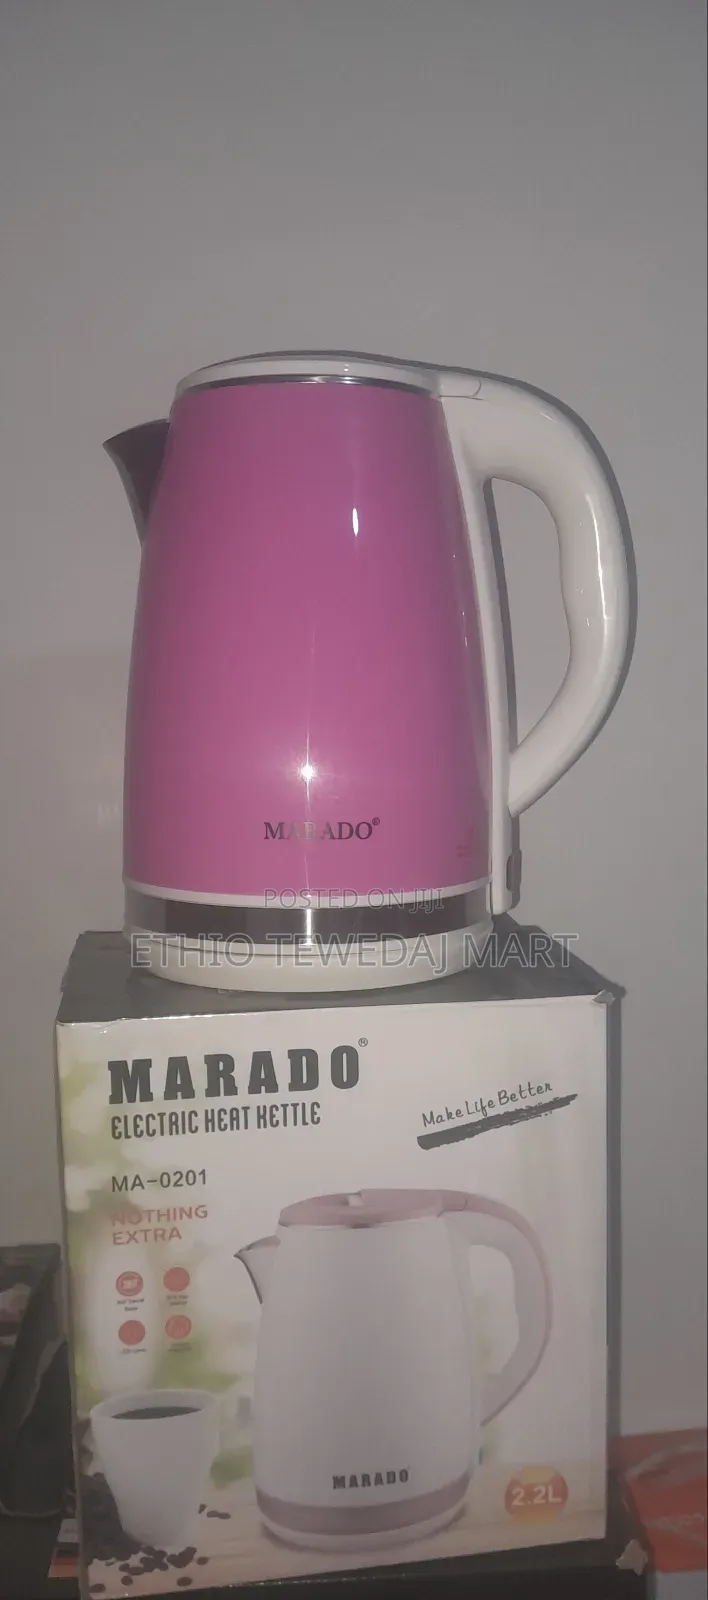 MARADO®
POSTED ON JIJI
ETHIO TEWEDAJ MART
MARADO®
ELECTRIC HEAT KETTLE
Make Life Better
MA-0201
NOTHING
EXTRA
MARADO
2.2L